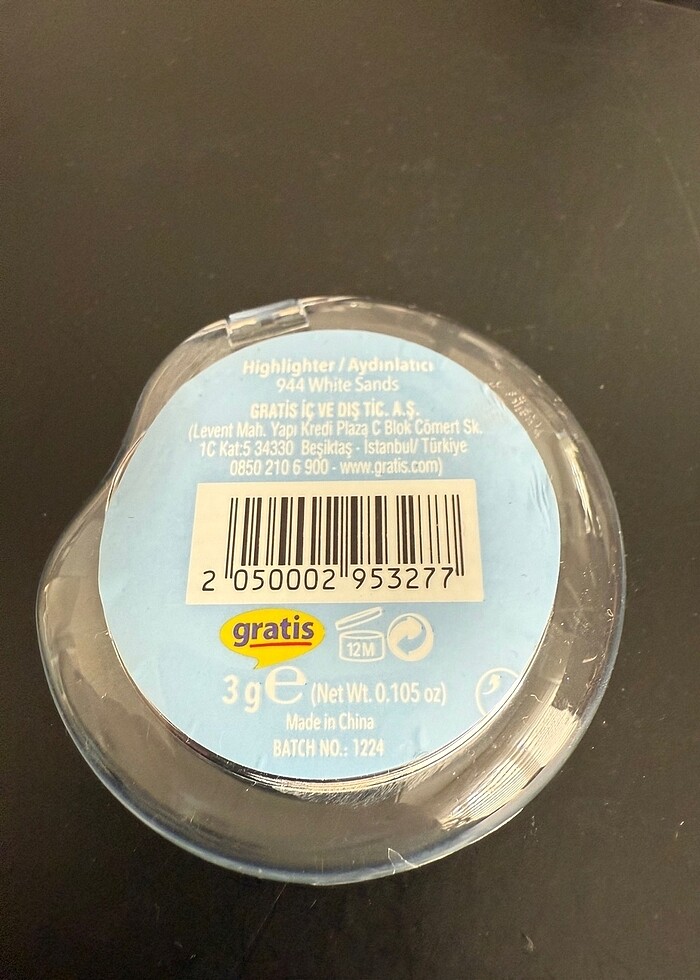 Highlighter / Aydınlatıcı
944 White Sands
GRATİS İÇ VE DIŞ TİC. A.Ş.
(Levent Mah. Yapı Kredi Plaza C Blok Cömert Sk.
1C Kat:5 34330 Beşiktaş - İstanbul/ Türkiye
0850 210 6 900 - www.gratis.com)
2 050002 953277
gratis
12M
3 g e (Net Wt. 0.105 oz)
Made in China
BATCH NO.: 1224